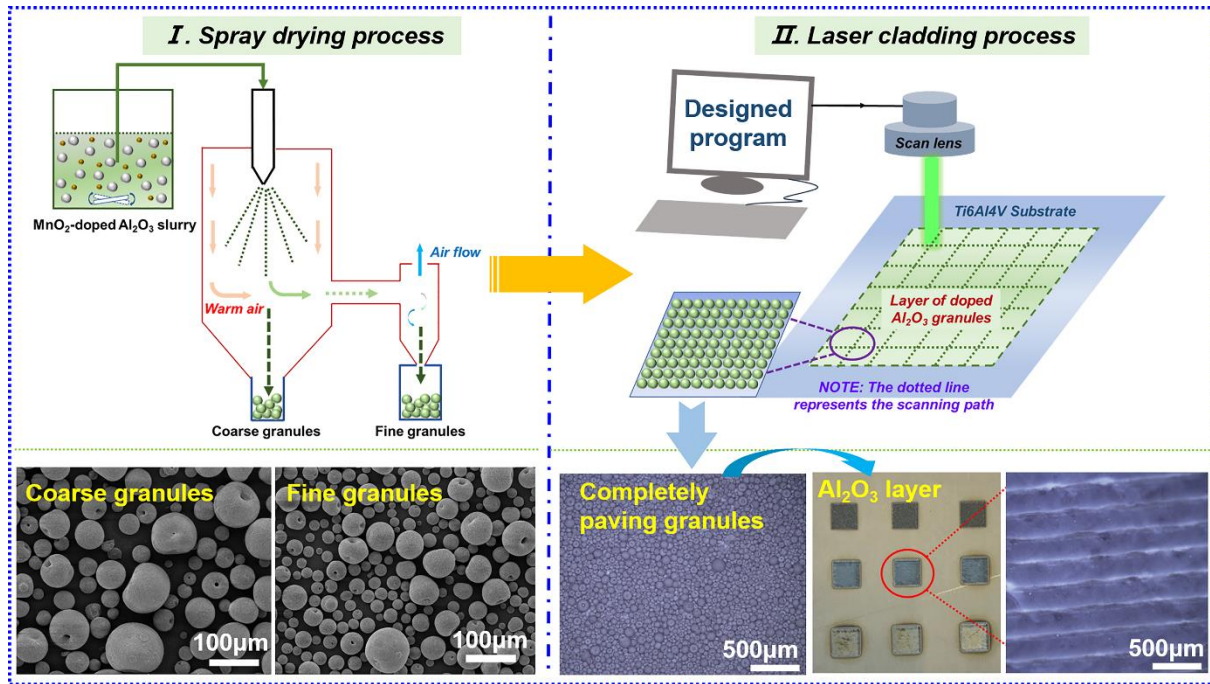 Ⅰ. Spray drying process
MnO₂-doped Al₂O₃ slurry
Warm air
Air flow
Coarse granules
Fine granules
Coarse granules
100μm
Fine granules
100μm
Ⅱ. Laser cladding process
Designed
program
Scan lens
Ti6Al4V Substrate
Layer of doped
Al₂O₃ granules
NOTE: The dotted line
represents the scanning path
Completely
paving granules
500μm
Al₂O₃ layer
500μm